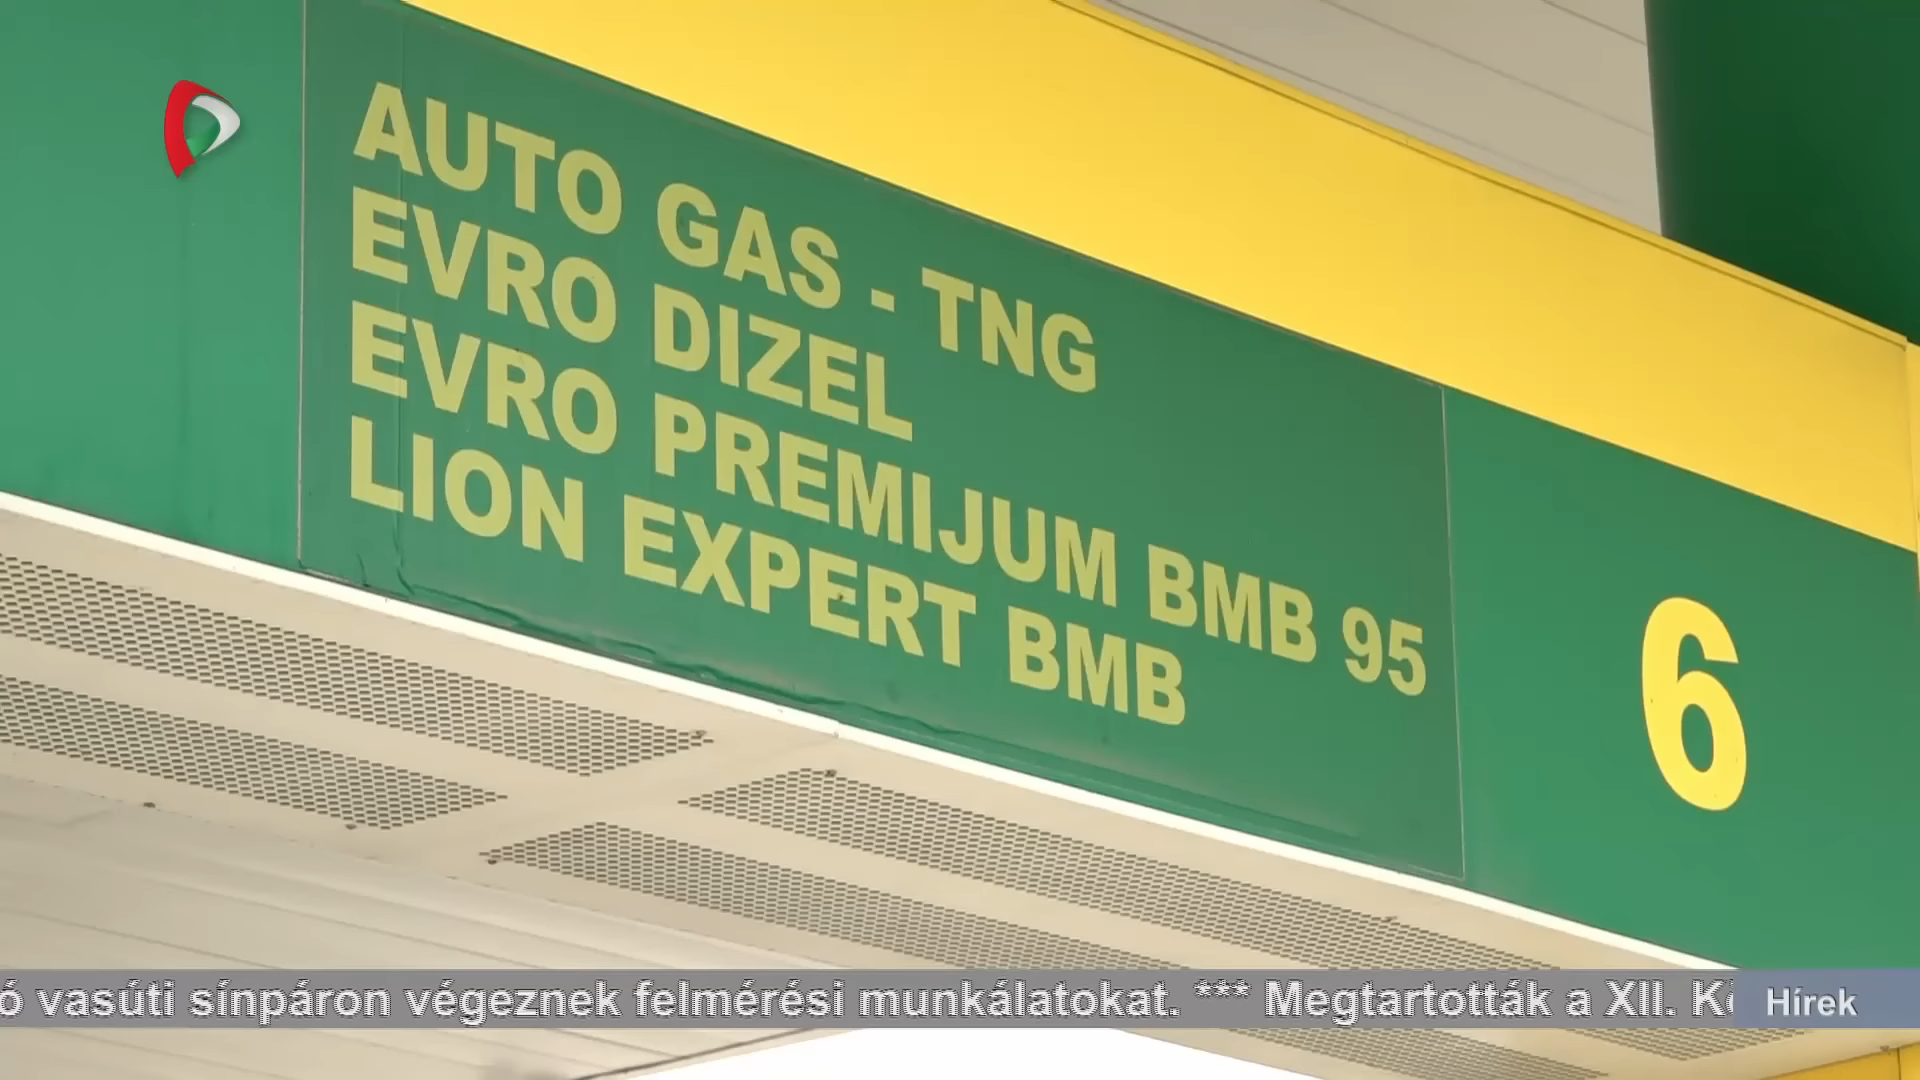 AUTO GAS - TNG
EVRO DIZEL
EVRO PREMIJUM BMB 95
LION EXPERT BMB
6
ó vasúti sínpáron végeznek felmérési munkálatokat. *** Megtartották a XII.
Hírek